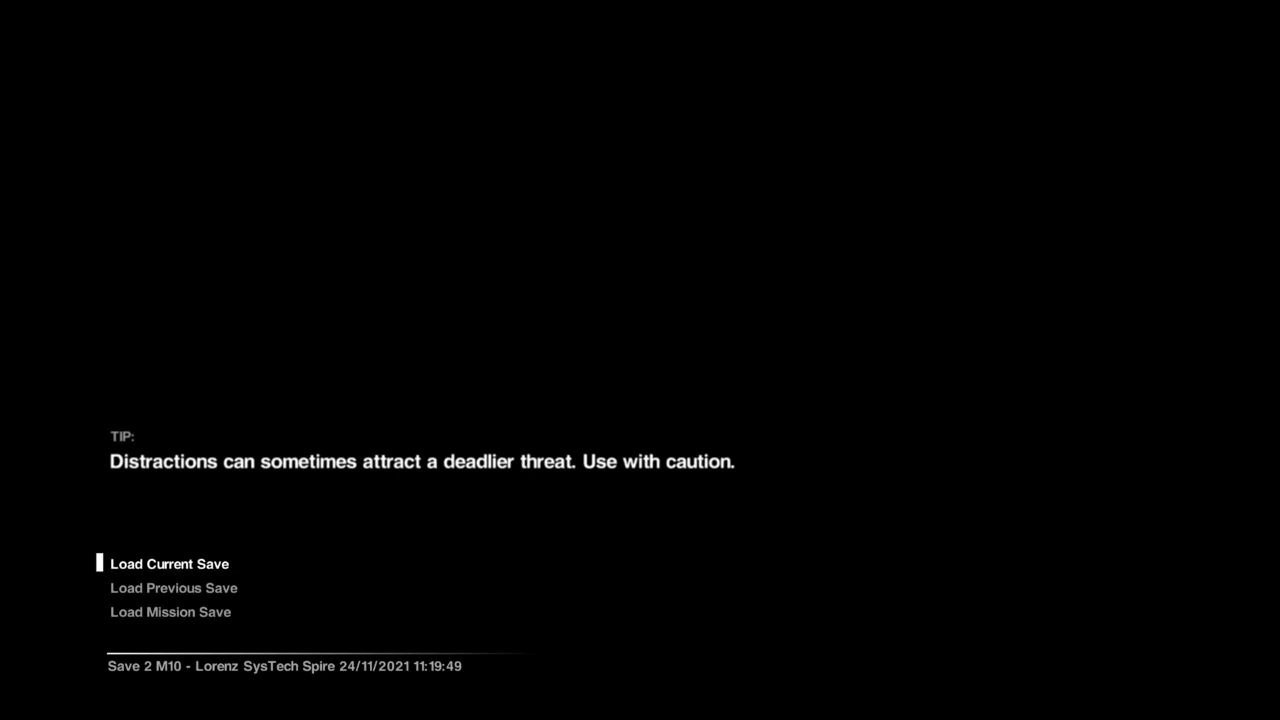 TIP:
Distractions can sometimes attract a deadlier threat. Use with caution.
Load Current Save
Load Previous Save
Load Mission Save
Save 2 M10 - Lorenz SysTech Spire 24/11/2021 11:19:49